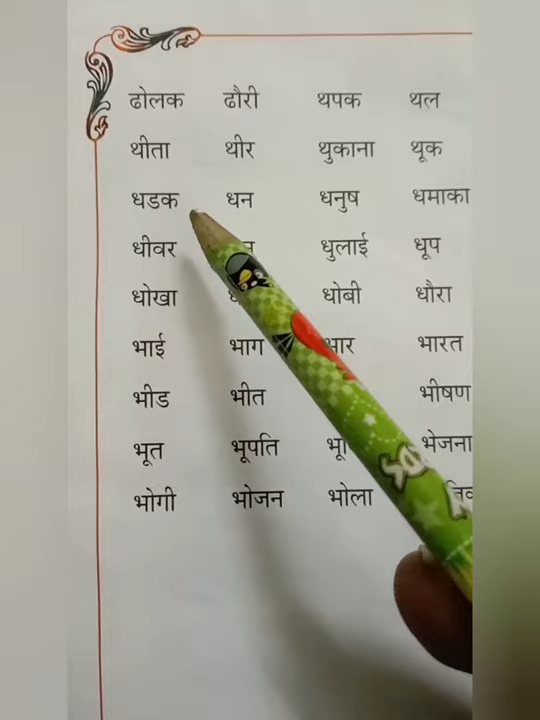 ढोलक ढौरी थपक थल
थीता थीर थुकाना थूक
धडक धन धनुष धमाका
धीवर धुलाई धूप
धोखा धोबी धौरा
भाई भाग भार भारत
भीड भीत भीषण
भूत भूपति भेजना
भोगी भोजन भोला